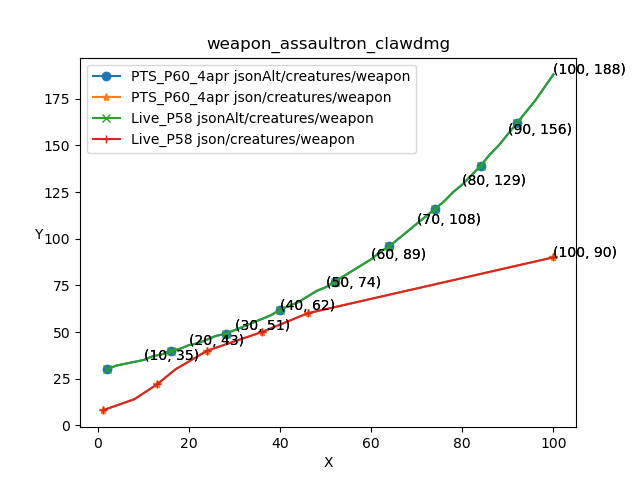 weapon_assaultron_clawdmg
PTS_P60_4apr jsonAlt/creatures/weapon
PTS_P60_4apr json/creatures/weapon
Live_P58 jsonAlt/creatures/weapon
Live_P58 json/creatures/weapon
(100, 188)
175
(90, 156)
150
(80, 129)
125
(70, 108)
Y
100
(60, 89)
(100, 90)
75
(50, 74)
(40, 62)
50
(30, 51)
(20, 43)
(10, 35)
25
0
0 20 40 60 80 100
X